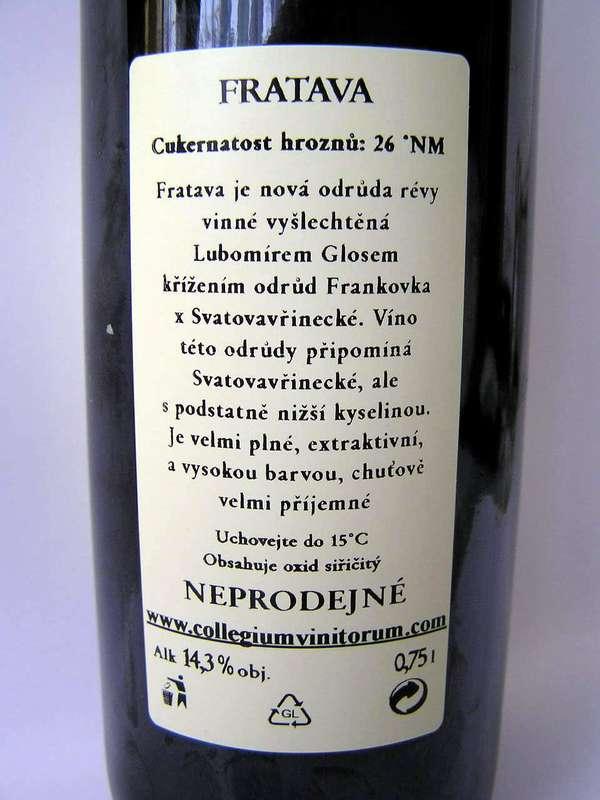 FRATAVA
Cukernatost hroznů: 26 °NM
Fratava je nová odrůda révy
vinné vyšlechtěná
Lubomírem Glosem
křížením odrůd Frankovka
x Svatovavřinecké. Víno
této odrůdy připomíná
Svatovavřinecké, ale
s podstatně nižší kyselinou.
Je velmi plné, extraktivní,
a vysokou barvou, chuťově
velmi příjemné
Uchovejte do 15°C
Obsahuje oxid siřičitý
NEPRODEJNÉ
www.collegiumvinitorum.com
Alk 14,3% obj. 0,75 l
GL